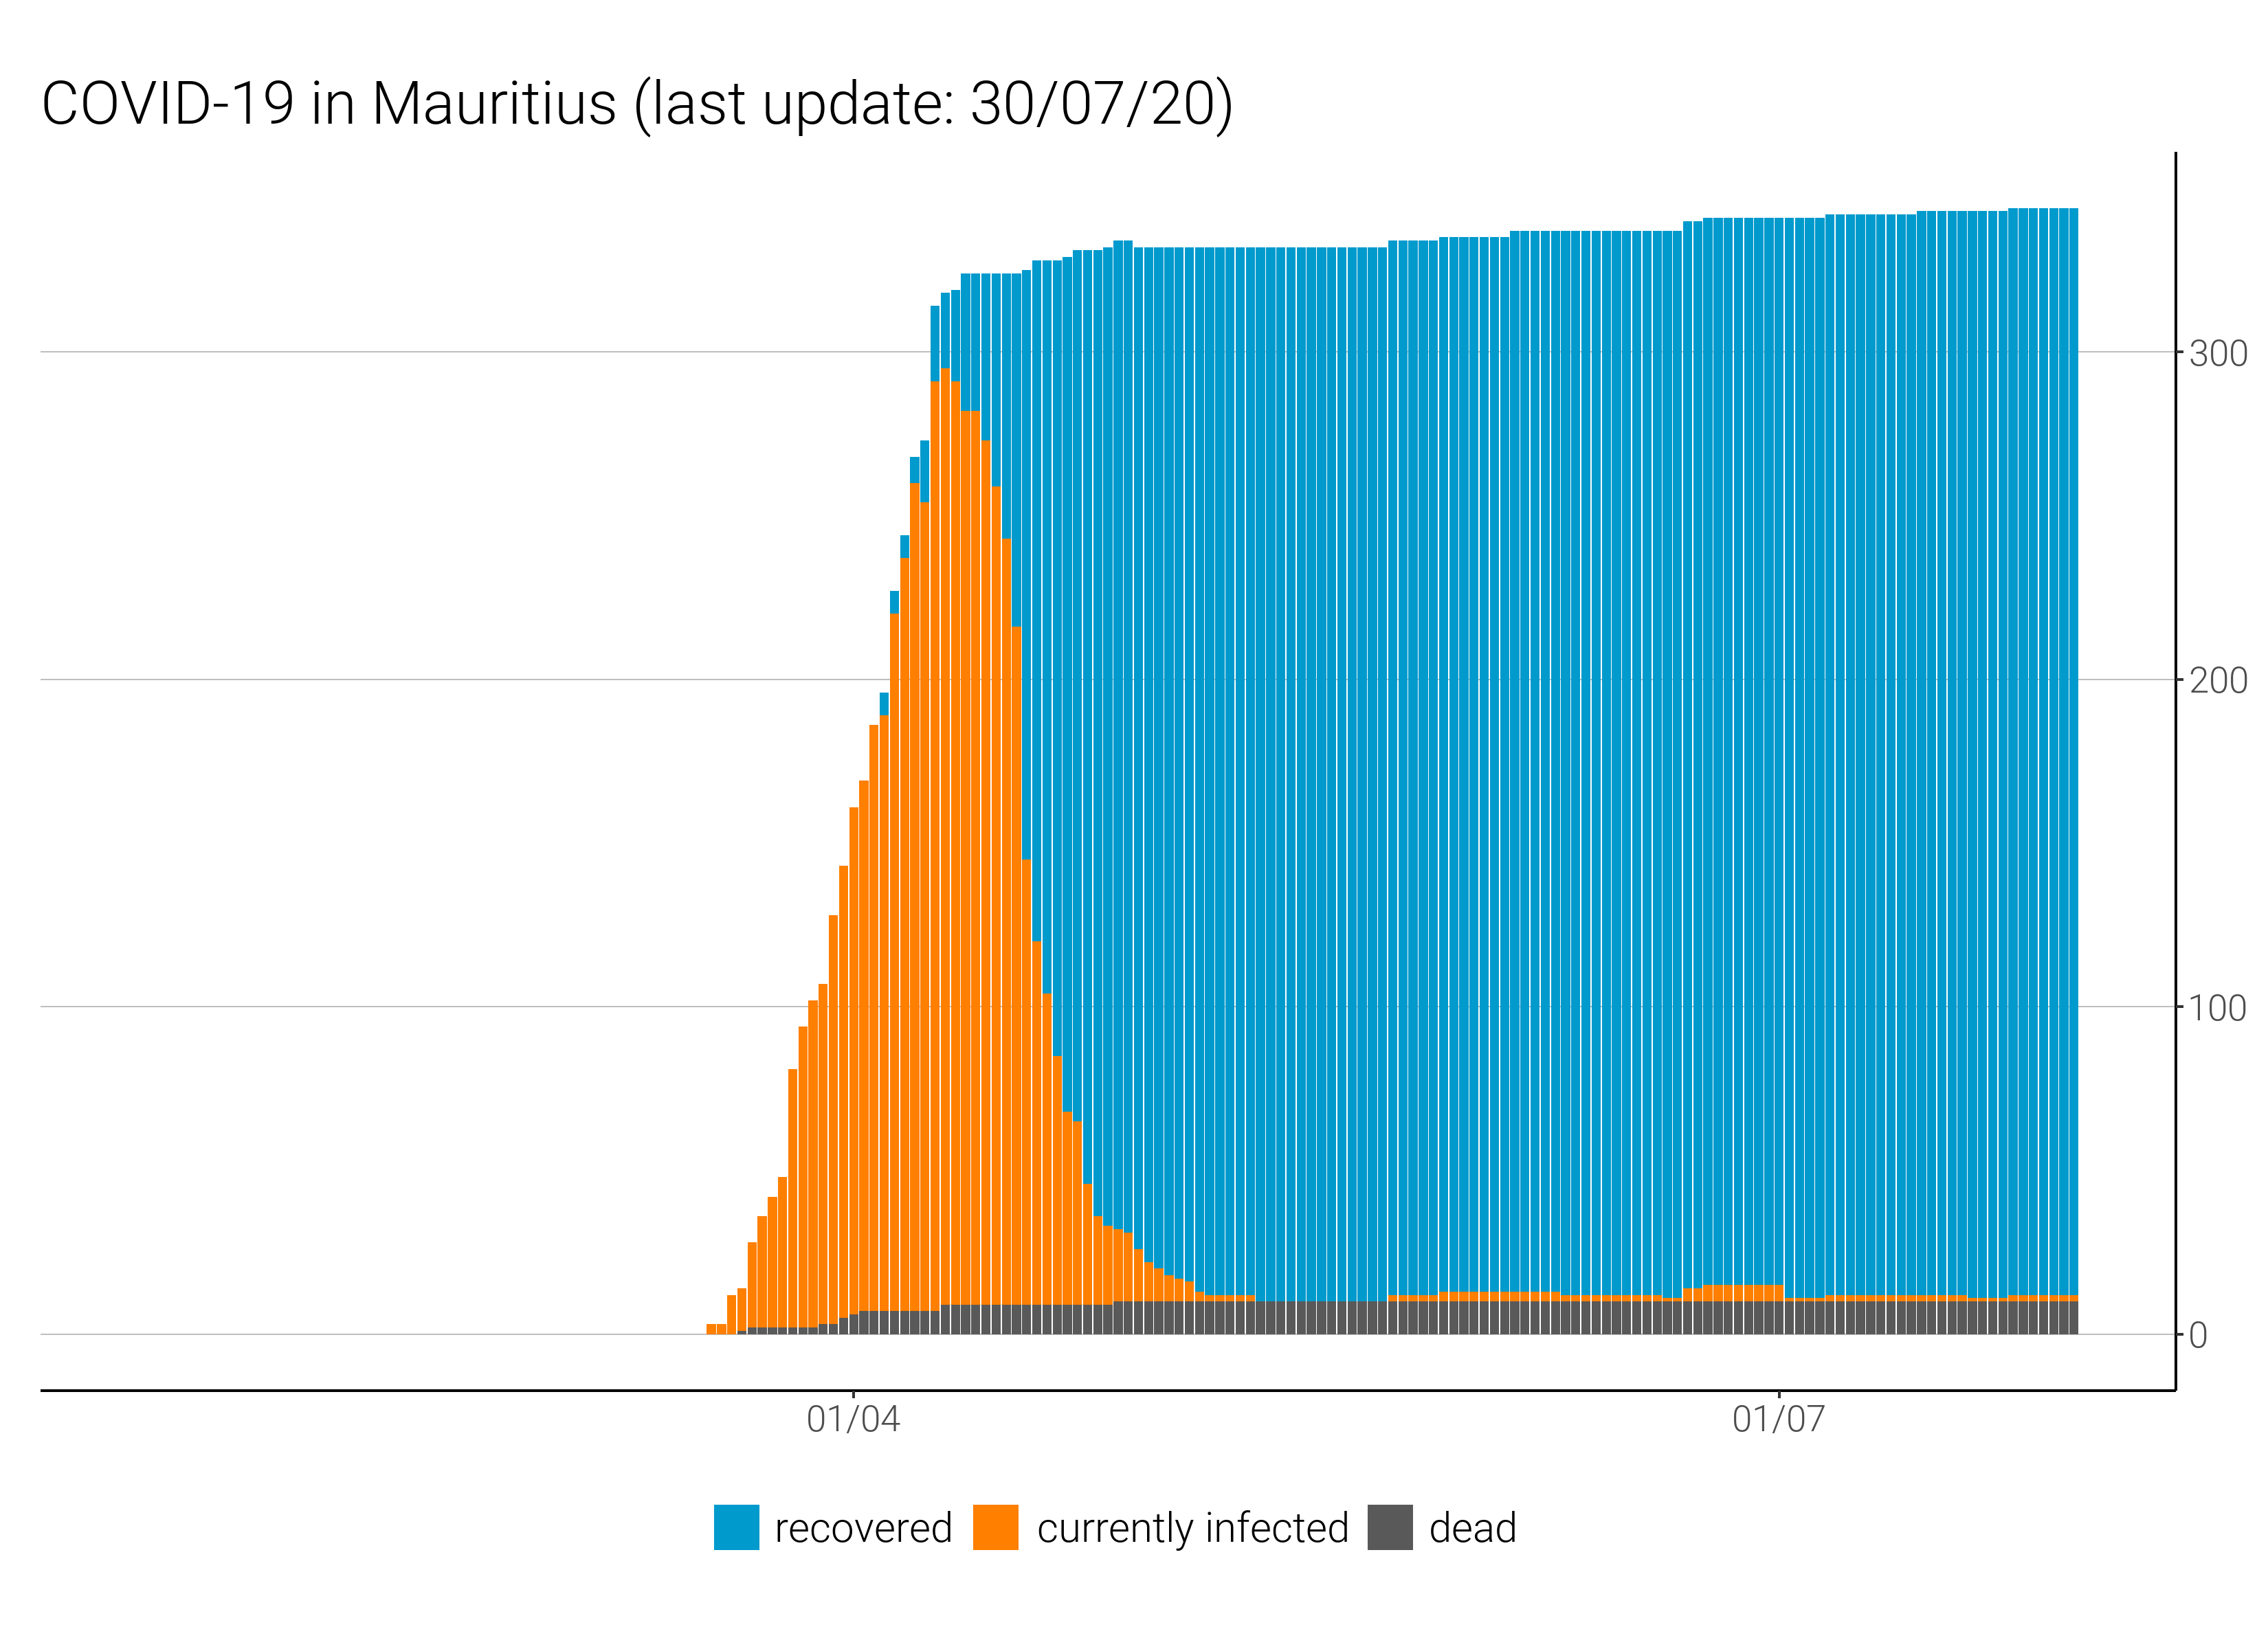 COVID-19 in Mauritius (last update: 30/07/20)
300
200
100
0
01/04 01/07
recovered currently infected dead